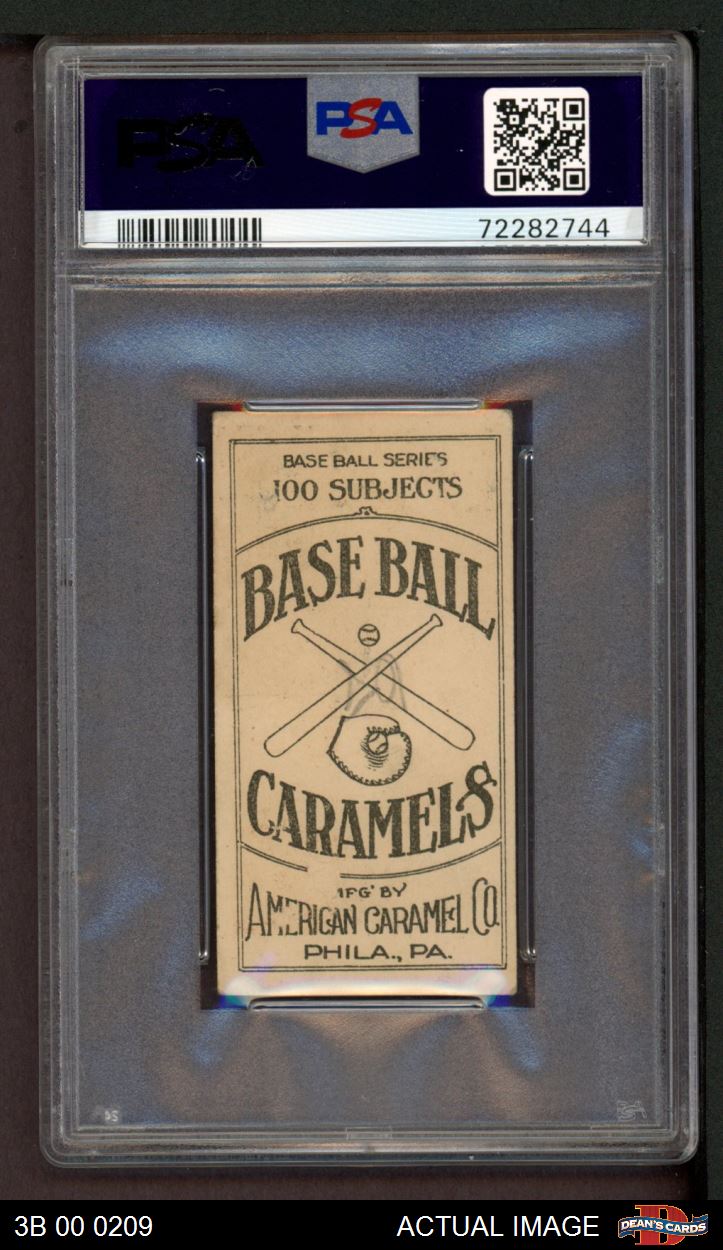 PSA
PSA
72282744
BASE BALL SERIES
100 SUBJECTS
BASE BALL
CARAMELS
MFG' BY
AMERICAN CARAMEL CO.
PHILA., PA.
3B 00 0209
ACTUAL IMAGE
DEAN'S CARDS